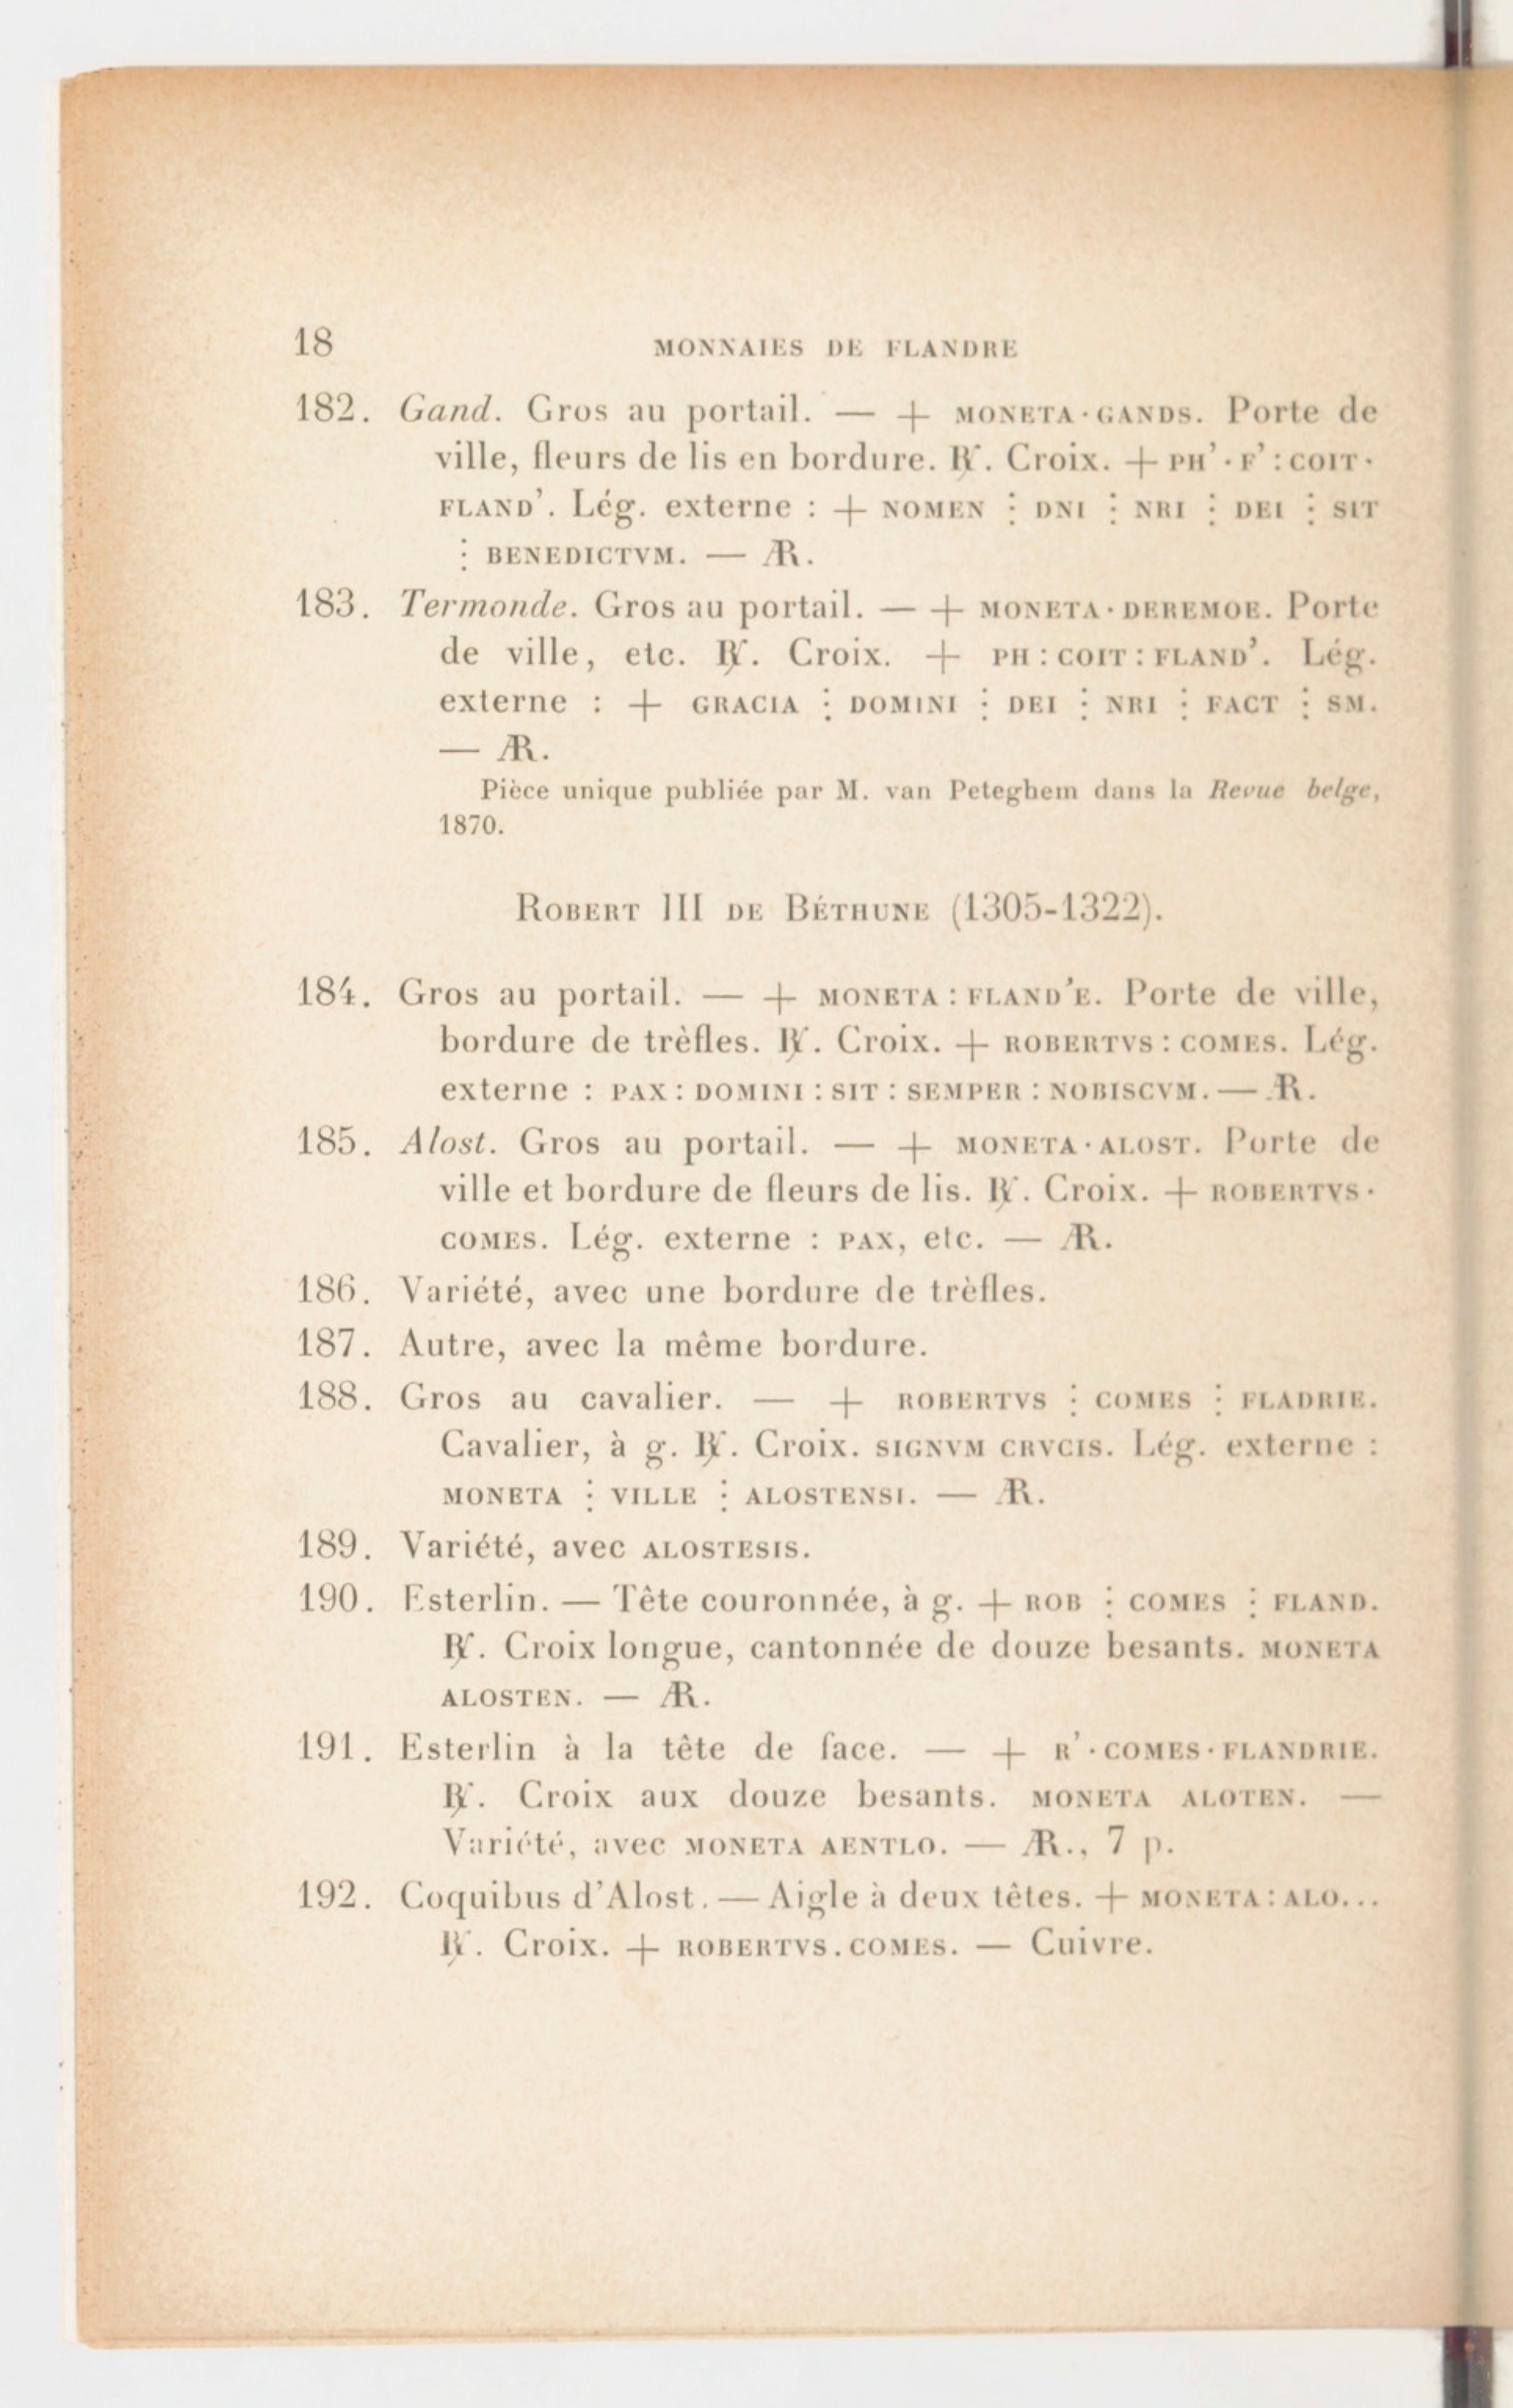 18 MONNAIES DE FLANDRE
182. Gand. Gros au portail. — + MONETA · GANDS. Porte de
ville, fleurs de lis en bordure. ℟. Croix. + PH' · F' : COIT ·
FLAND'. Lég. externe : + NOMEN ⋮ DNI ⋮ NRI ⋮ DEI ⋮ SIT
⋮ BENEDICTVM. — ꜸR.
183. Termonde. Gros au portail. — + MONETA · DEREMOE. Porte
de ville, etc. ℟. Croix. + PH : COIT : FLAND'. Lég.
externe : + GRACIA ⋮ DOMINI ⋮ DEI ⋮ NRI ⋮ FACT ⋮ SM.
— AR.
Pièce unique publiée par M. van Peteghem dans la Revue belge,
1870.
ROBERT III DE BÉTHUNE (1305-1322).
184. Gros au portail. — + MONETA : FLAND'E. Porte de ville,
bordure de trèfles. ℟. Croix. + ROBERTVS : COMES. Lég.
externe : PAX : DOMINI : SIT : SEMPER : NOBISCVM. — AR.
185. Alost. Gros au portail. — + MONETA · ALOST. Porte de
ville et bordure de fleurs de lis. ℟. Croix. + ROBERTVS ·
COMES. Lég. externe : PAX, etc. — AR.
186. Variété, avec une bordure de trèfles.
187. Autre, avec la même bordure.
188. Gros au cavalier. — + ROBERTVS ⋮ COMES ⋮ FLADRIE.
Cavalier, à g. ℟. Croix. SIGNVM CRVCIS. Lég. externe :
MONETA ⋮ VILLE ⋮ ALOSTENSI. — AR.
189. Variété, avec ALOSTESIS.
190. Esterlin. — Tête couronnée, à g. + ROB ⋮ COMES ⋮ FLAND.
℟. Croix longue, cantonnée de douze besants. MONETA
ALOSTEN. — AR.
191. Esterlin à la tête de face. — + R' · COMES · FLANDRIE.
℟. Croix aux douze besants. MONETA ALOTEN. —
Variété, avec MONETA AENTLO. — AR., 7 p.
192. Coquibus d'Alost. — Aigle à deux têtes. + MONETA : ALO...
℟. Croix. + ROBERTVS. COMES. — Cuivre.